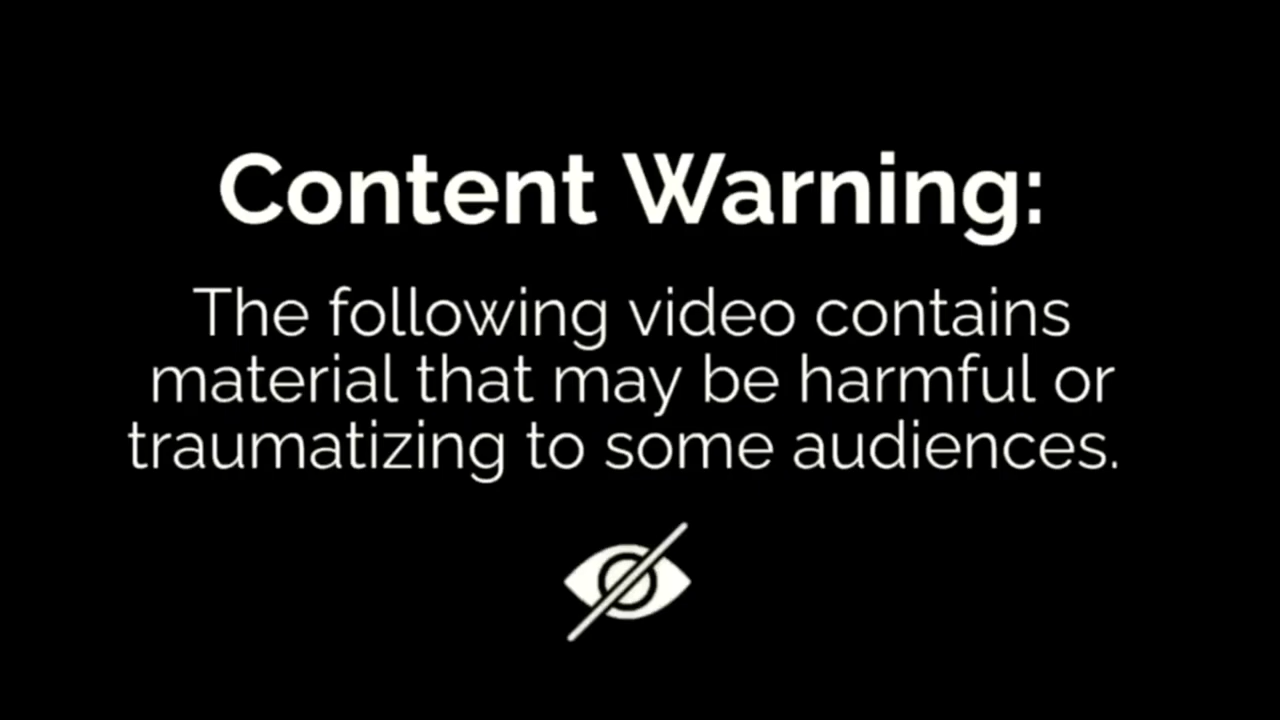 Content Warning:
The following video contains
material that may be harmful or
traumatizing to some audiences.